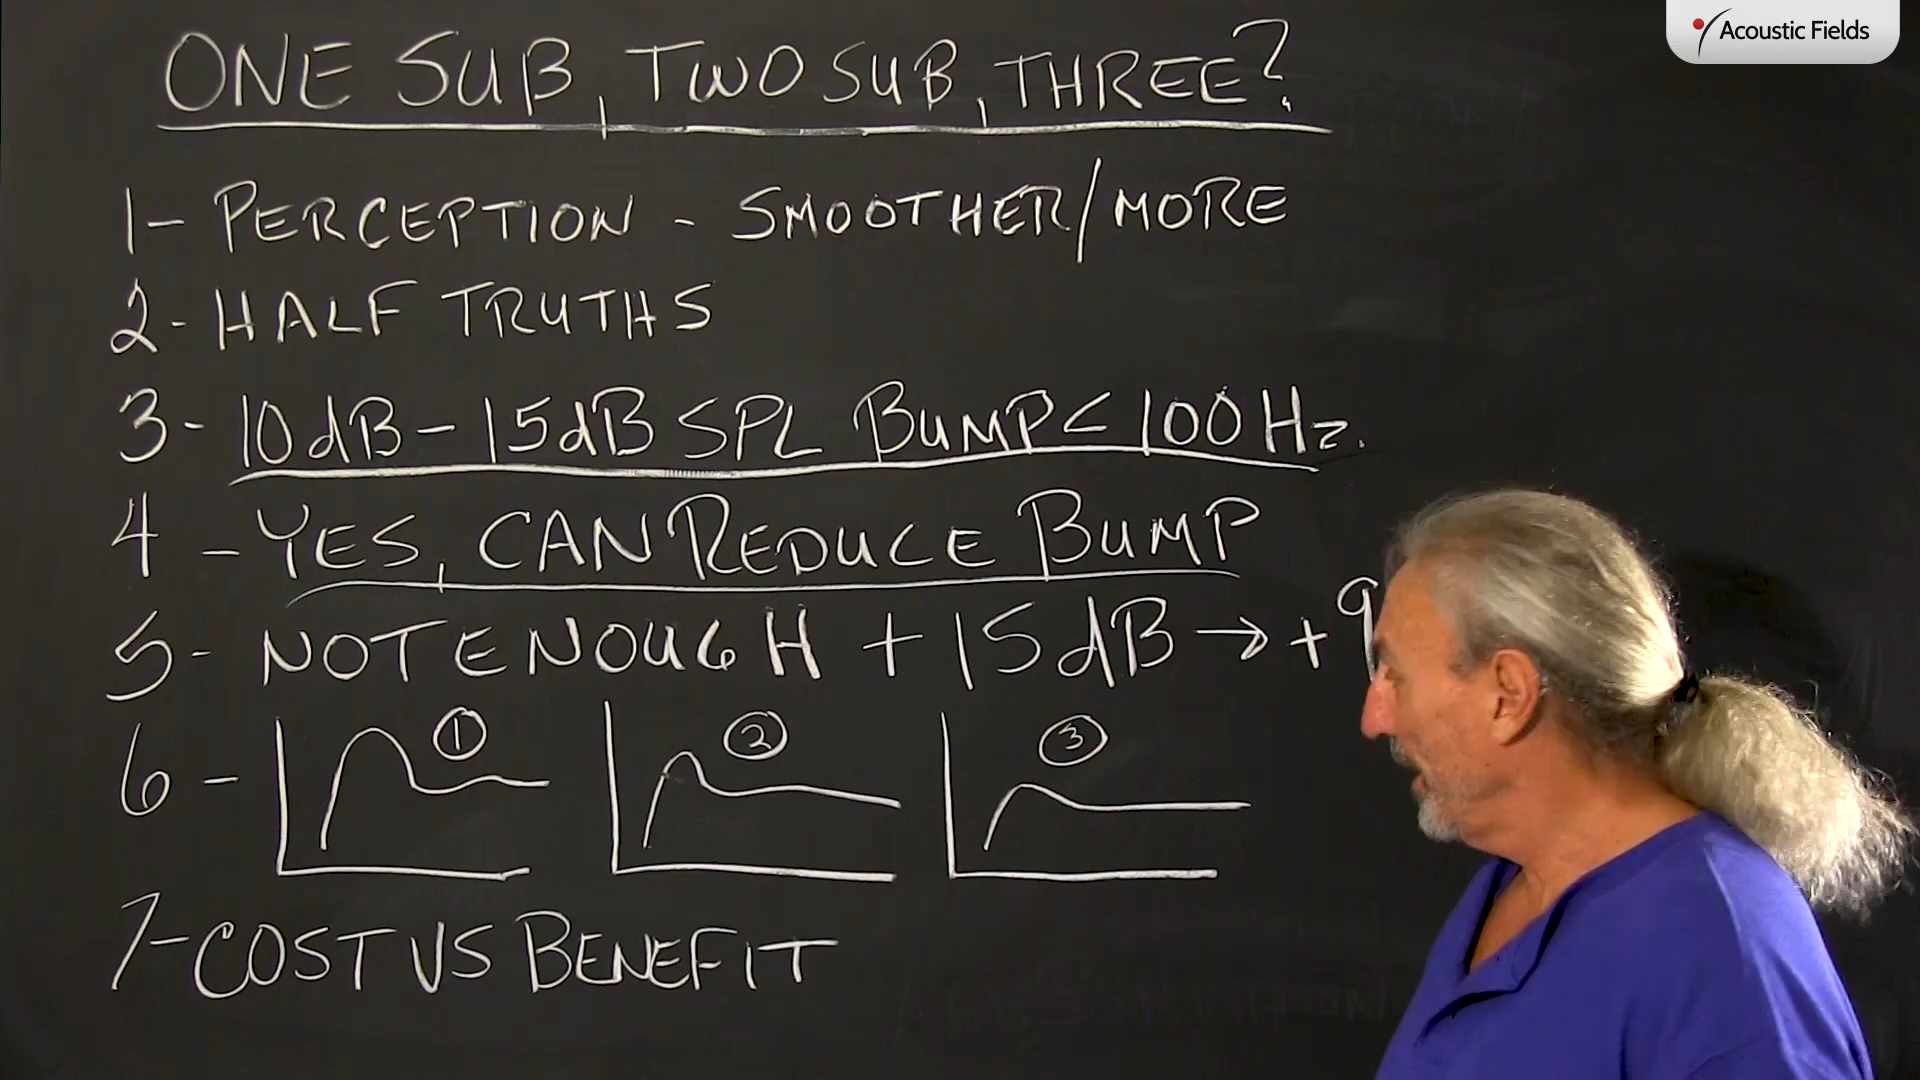 Acoustic Fields
ONE SUB, TWO SUB, THREE?
1- PERCEPTION - SMOOTHER/MORE
2- HALF TRUTHS
3- 10dB - 15dB SPL BUMP < 100 Hz.
4 - YES, CAN REDUCE BUMP
5- NOT ENOUGH + 15dB → + 9
6 - 1 2 3
7- COST VS BENEFIT